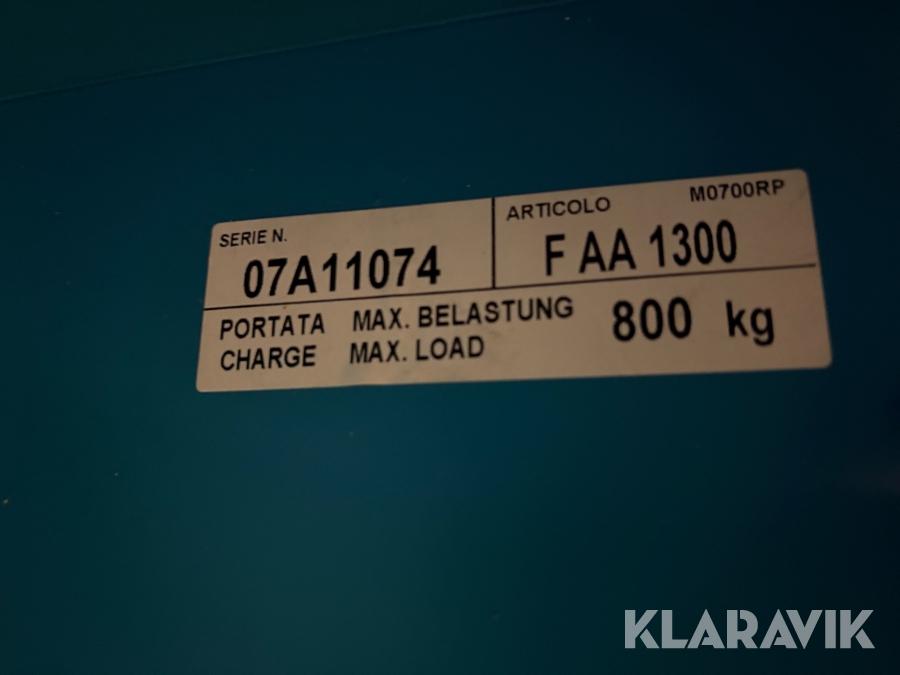 SERIE N.
07A11074
ARTICOLO M0700RP
F AA 1300
PORTATA MAX. BELASTUNG 800 kg
CHARGE MAX. LOAD
KLARAVIK